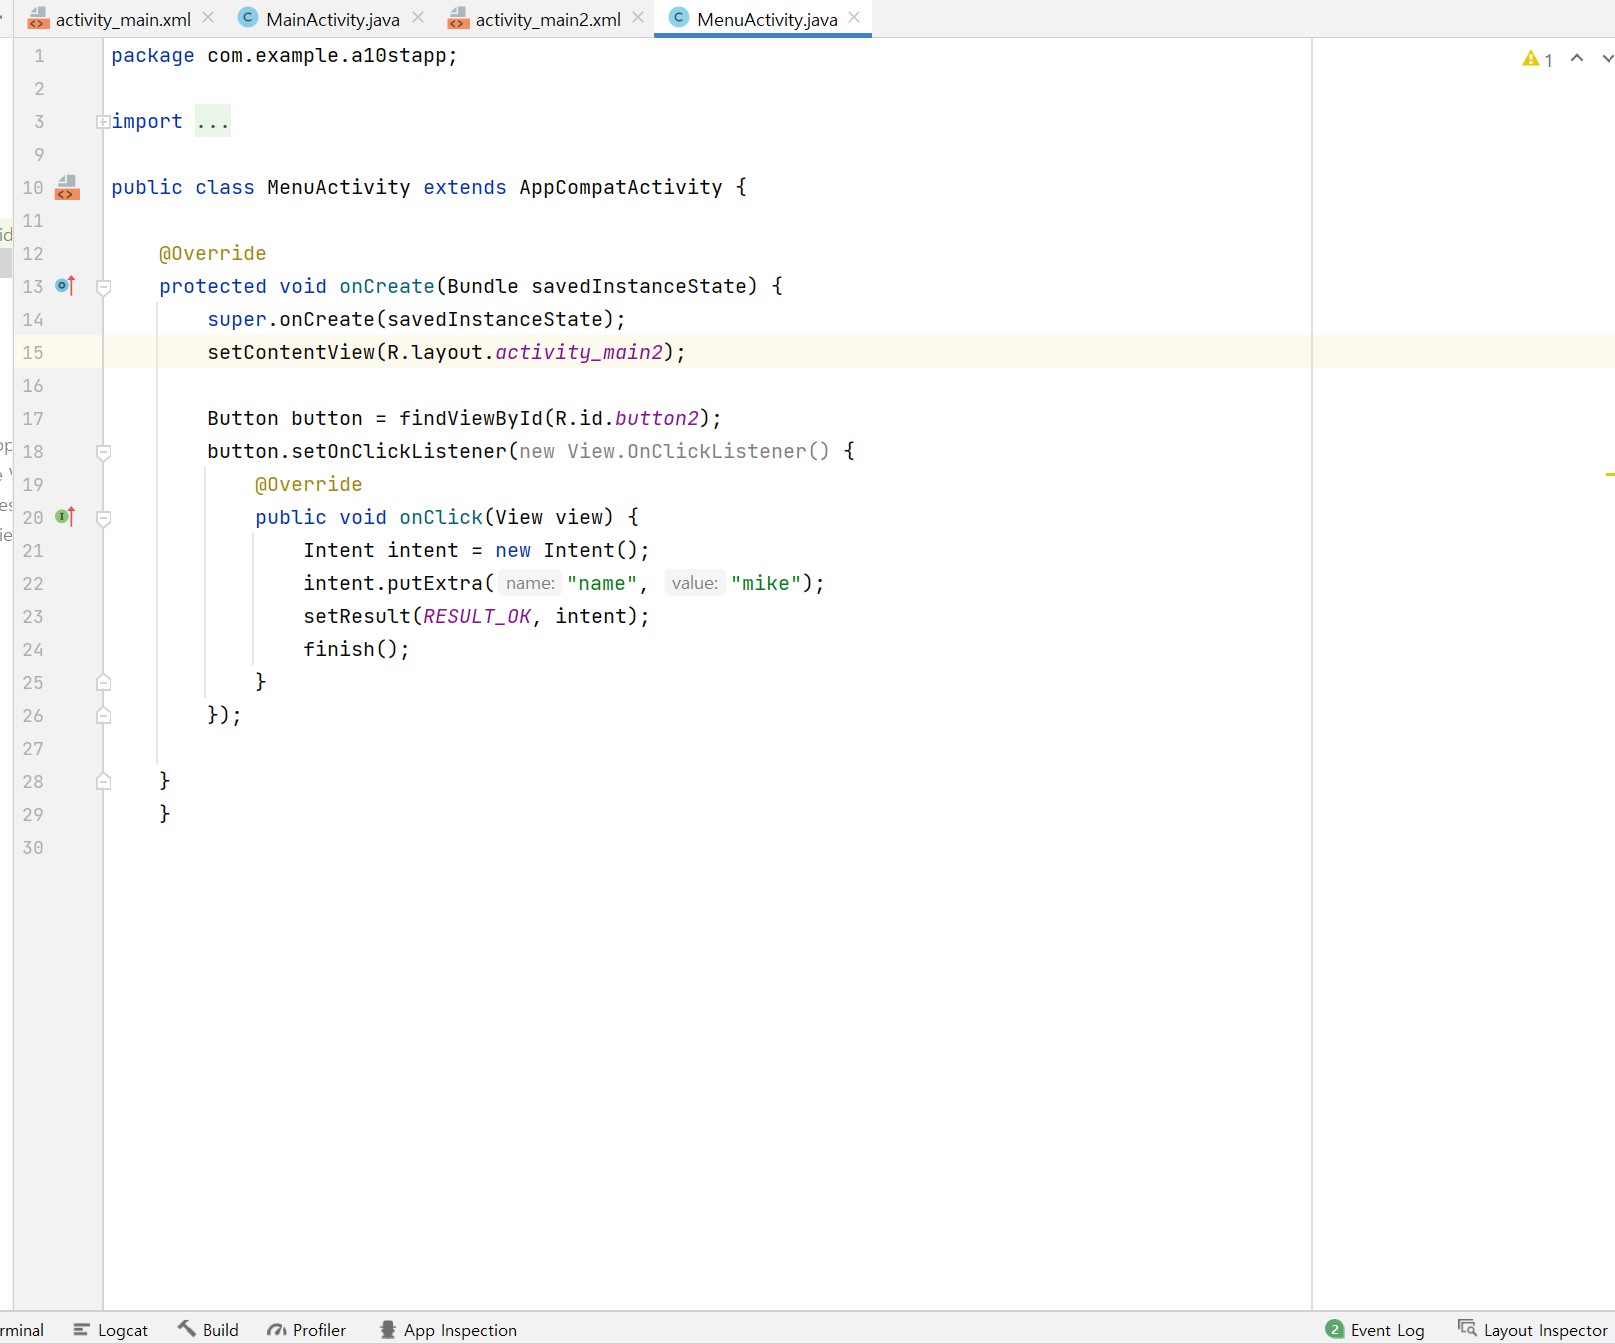 activity_main.xml MainActivity.java activity_main2.xml MenuActivity.java
1 package com.example.a10stapp;
2
3 import ...
9
10 public class MenuActivity extends AppCompatActivity {
11
12 @Override
13 protected void onCreate(Bundle savedInstanceState) {
14 super.onCreate(savedInstanceState);
15 setContentView(R.layout.activity_main2);
16
17 Button button = findViewById(R.id.button2);
18 button.setOnClickListener(new View.OnClickListener() {
19 @Override
20 public void onClick(View view) {
21 Intent intent = new Intent();
22 intent.putExtra( name: "name", value: "mike");
23 setResult(RESULT_OK, intent);
24 finish();
25 }
26 });
27
28 }
29 }
30
1
rminal Logcat Build Profiler App Inspection 2 Event Log Layout Inspector